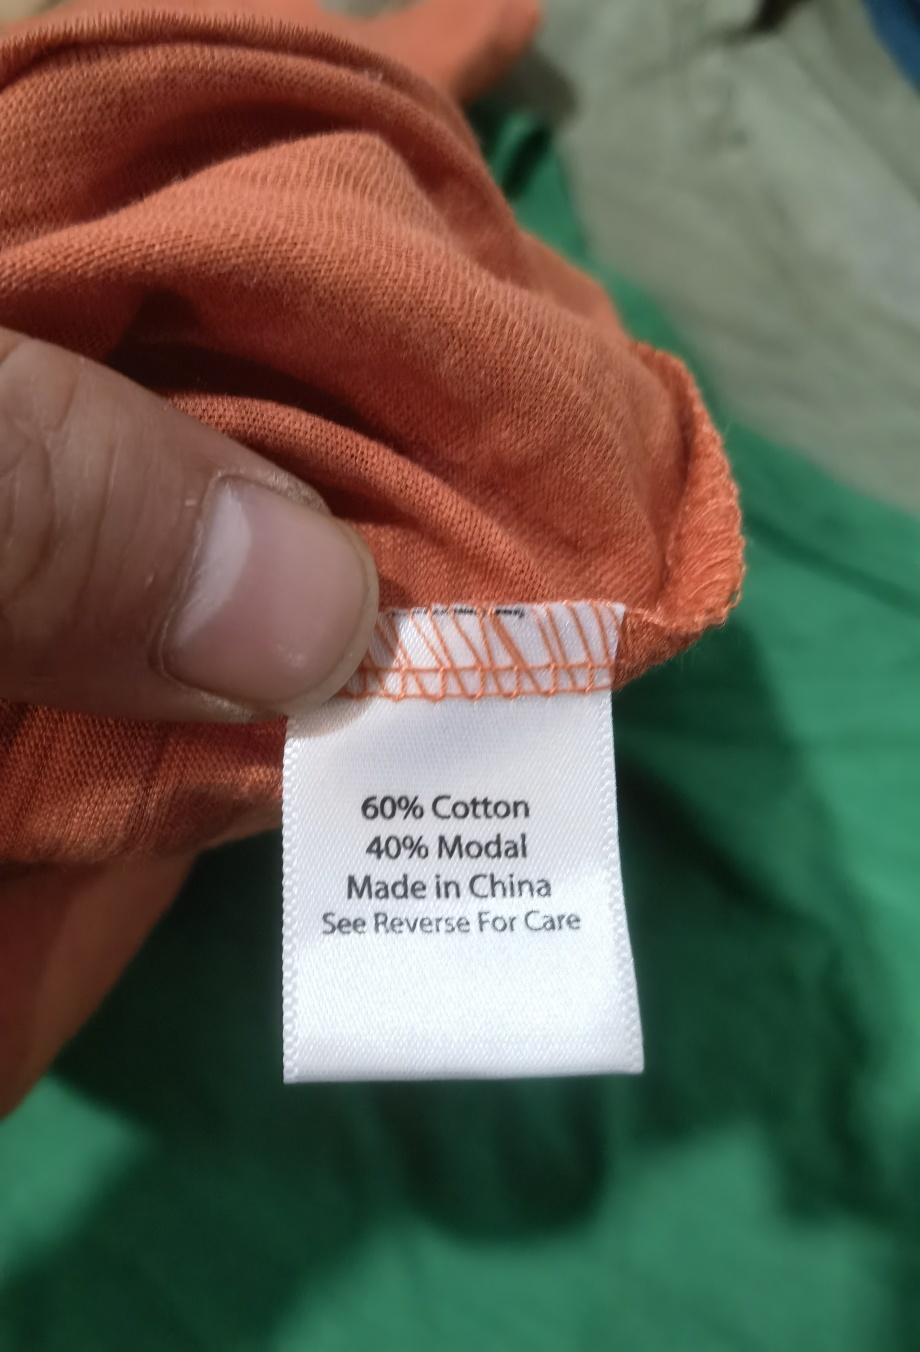 60% Cotton
40% Modal
Made in China
See Reverse For Care